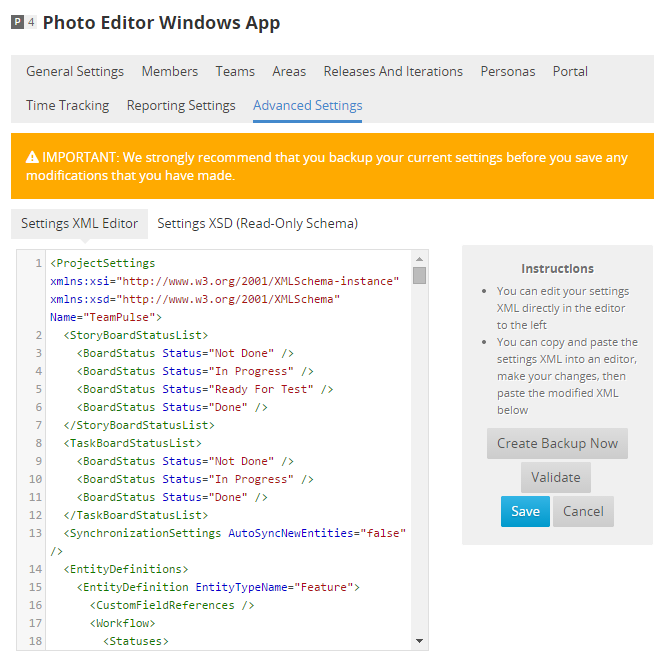 P 4 Photo Editor Windows App
General Settings Members Teams Areas Releases And Iterations Personas Portal
Time Tracking Reporting Settings Advanced Settings
IMPORTANT: We strongly recommend that you backup your current settings before you save any
modifications that you have made.
Settings XML Editor Settings XSD (Read-Only Schema)
1 <ProjectSettings
xmlns:xsi="http://www.w3.org/2001/XMLSchema-instance"
xmlns:xsd="http://www.w3.org/2001/XMLSchema"
Name="TeamPulse">
2 <StoryBoardStatusList>
3 <BoardStatus Status="Not Done" />
4 <BoardStatus Status="In Progress" />
5 <BoardStatus Status="Ready For Test" />
6 <BoardStatus Status="Done" />
7 </StoryBoardStatusList>
8 <TaskBoardStatusList>
9 <BoardStatus Status="Not Done" />
10 <BoardStatus Status="In Progress" />
11 <BoardStatus Status="Done" />
12 </TaskBoardStatusList>
13 <SynchronizationSettings AutoSyncNewEntities="false"
/>
14 <EntityDefinitions>
15 <EntityDefinition EntityTypeName="Feature">
16 <CustomFieldReferences />
17 <Workflow>
18 <Statuses>
Instructions
• You can edit your settings
XML directly in the editor
to the left
• You can copy and paste the
settings XML into an editor,
make your changes, then
paste the modified XML
below
Create Backup Now
Validate
Save Cancel